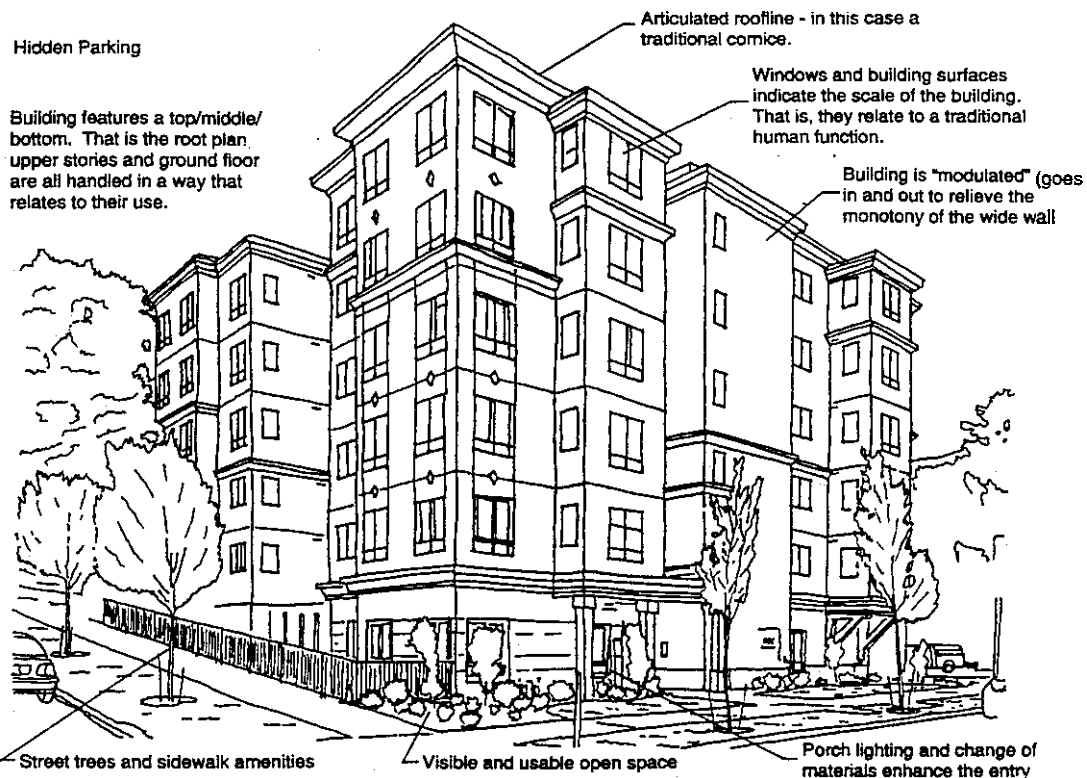 Hidden Parking
Building features a top/middle/
bottom. That is the root plan
upper stories and ground floor
are all handled in a way that
relates to their use.
Articulated roofline - in this case a
traditional cornice.
Windows and building surfaces
indicate the scale of the building.
That is, they relate to a traditional
human function.
Building is "modulated" (goes
in and out to relieve the
monotony of the wide wall
Street trees and sidewalk amenities
Visible and usable open space
Porch lighting and change of
materials enhance the entry